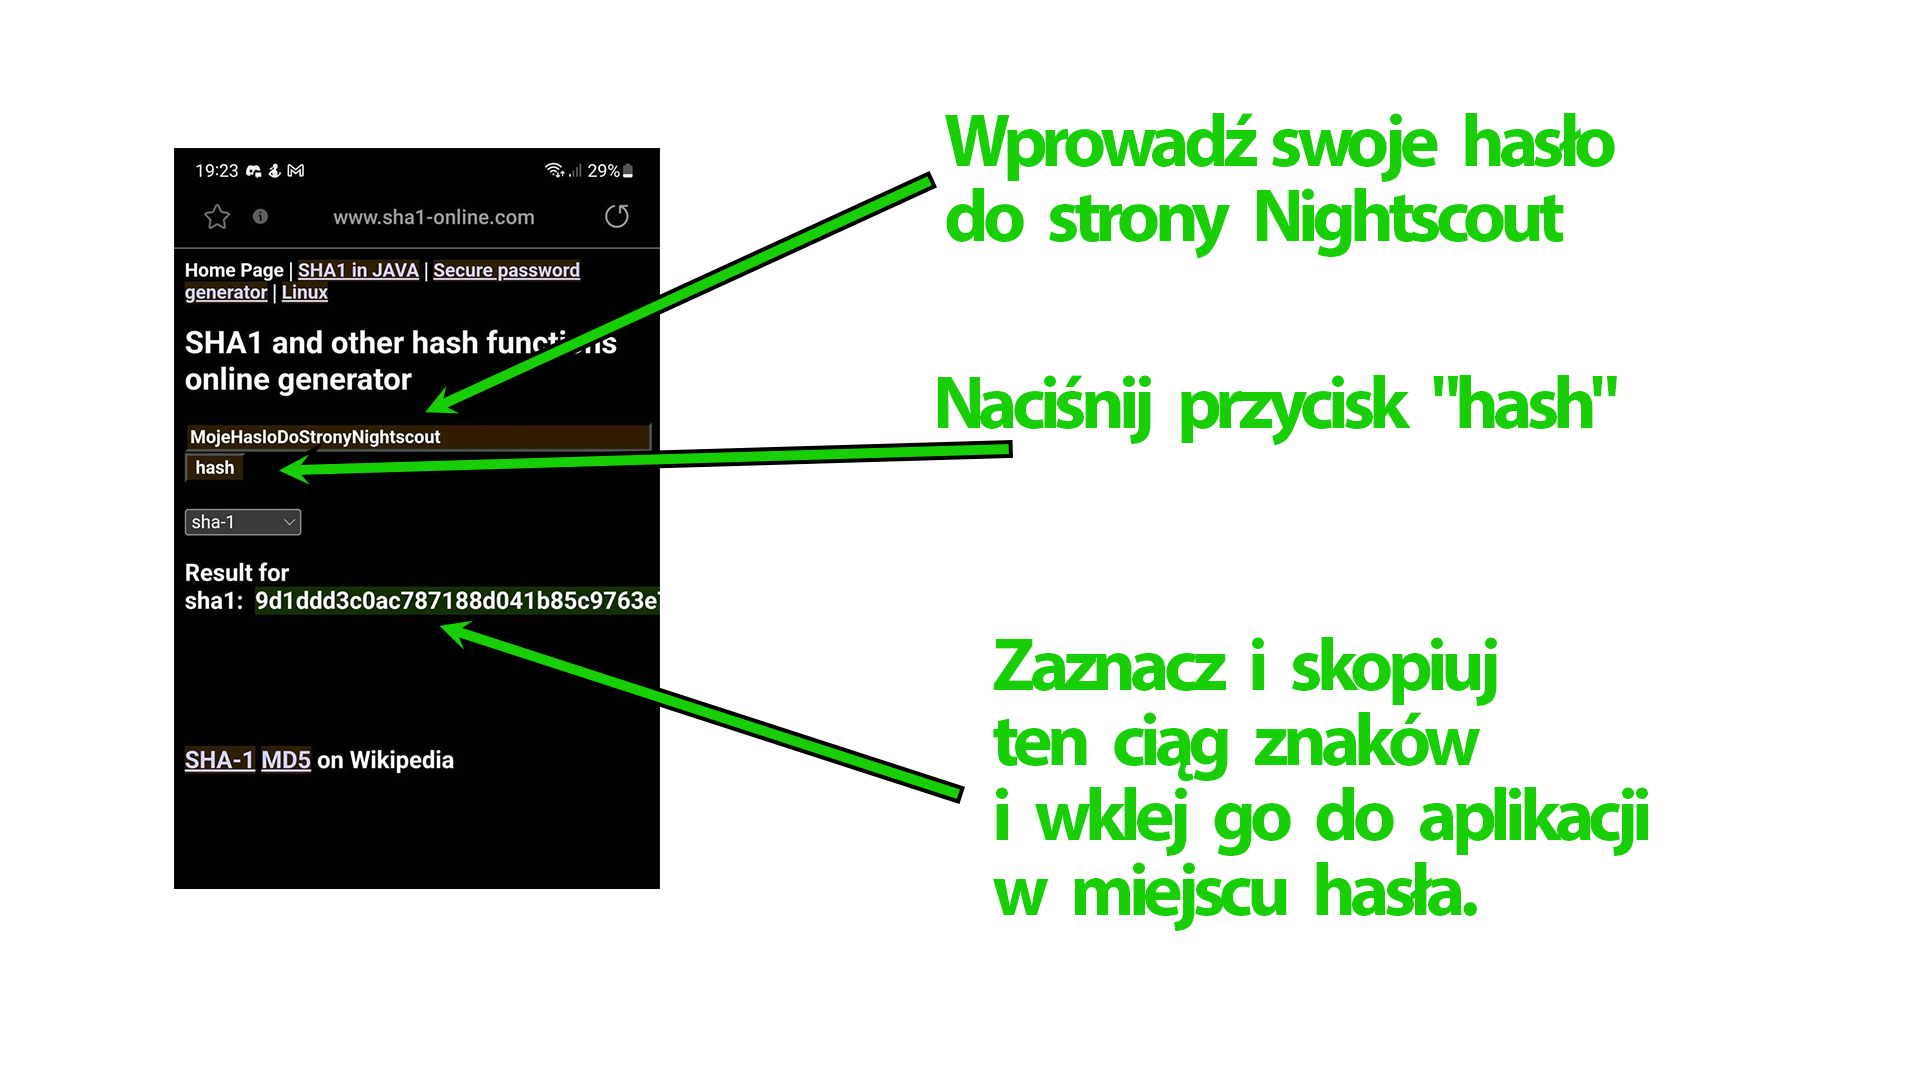 19:23
29%
www.sha1-online.com
Home Page | SHA1 in JAVA | Secure password
generator | Linux
SHA1 and other hash functions
online generator
MojeHasloDoStronyNightscout
hash
sha-1
Result for
sha1: 9d1ddd3c0ac787188d041b85c9763e
SHA-1 MD5 on Wikipedia
Wprowadź swoje hasło
do strony Nightscout
Naciśnij przycisk "hash"
Zaznacz i skopiuj
ten ciąg znaków
i wklej go do aplikacji
w miejscu hasła.